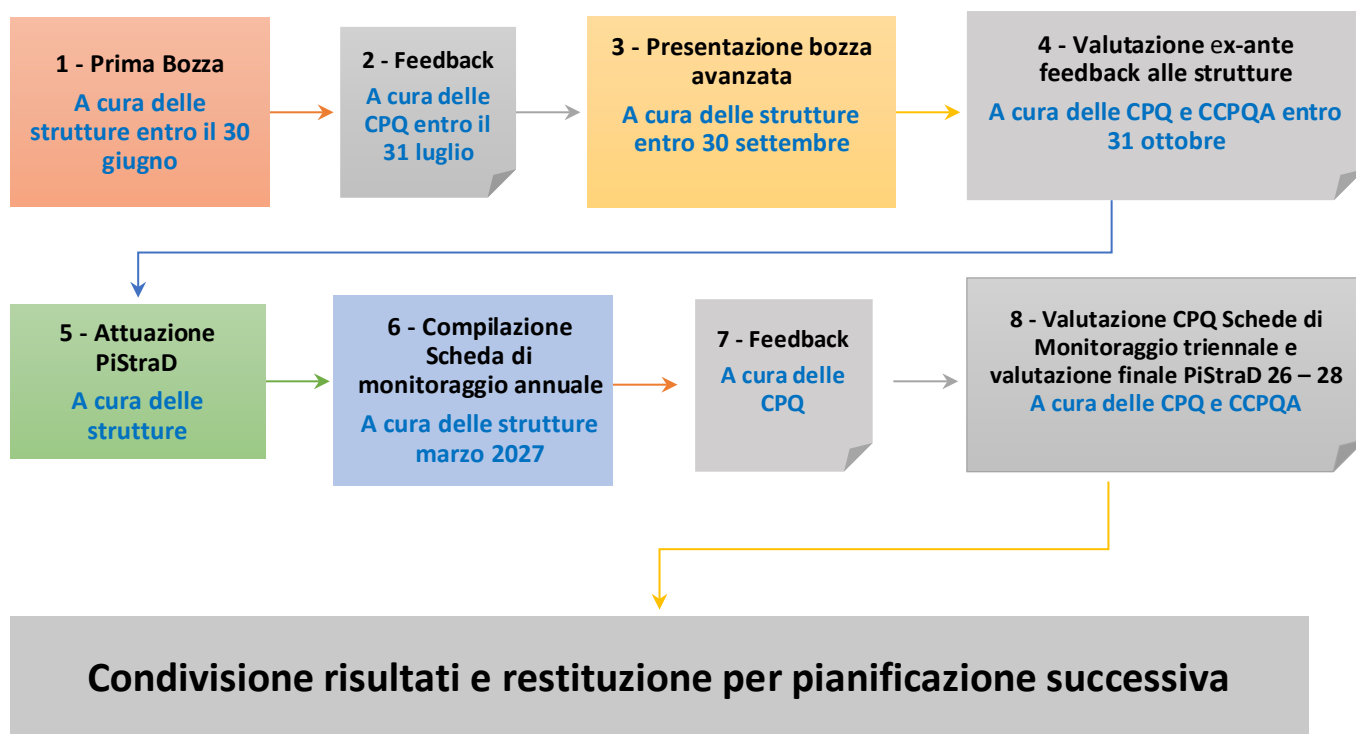 1 - Prima Bozza
A cura delle
strutture entro il 30
giugno
2 - Feedback
A cura delle
CPQ entro il
31 luglio
3 - Presentazione bozza
avanzata
A cura delle strutture
entro 30 settembre
4 - Valutazione ex-ante
feedback alle strutture
A cura delle CPQ e CCPQA entro
31 ottobre
5 - Attuazione
PiStraD
A cura delle
strutture
6 - Compilazione
Scheda di
monitoraggio annuale
A cura delle strutture
marzo 2027
7 - Feedback
A cura delle
CPQ
8 - Valutazione CPQ Schede di
Monitoraggio triennale e
valutazione finale PiStraD 26 – 28
A cura delle CPQ e CCPQA
Condivisione risultati e restituzione per pianificazione successiva